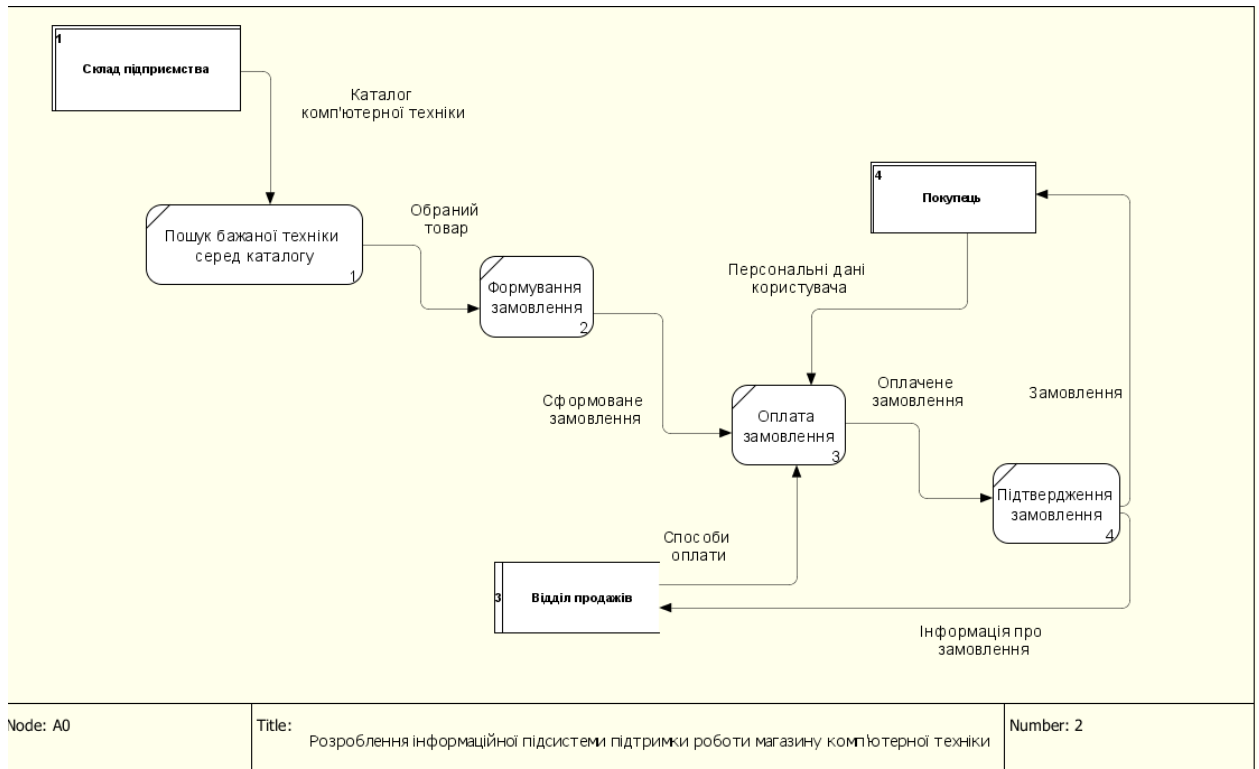 1
Склад підприємства
Каталог
комп'ютерної техніки
4
Покупець
Пошук бажаної техніки
серед каталогу
1
Обраний
товар
Формування
замовлення
2
Персональні дані
користувача
Сформоване
замовлення
Оплата
замовлення
3
Оплачене
замовлення
Замовлення
Підтвердження
замовлення
4
Способи
оплати
3
Відділ продажів
Інформація про
замовлення
Node: A0
Title:
Розроблення інформаційної підсистеми підтримки роботи магазину комп'ютерної техніки
Number: 2